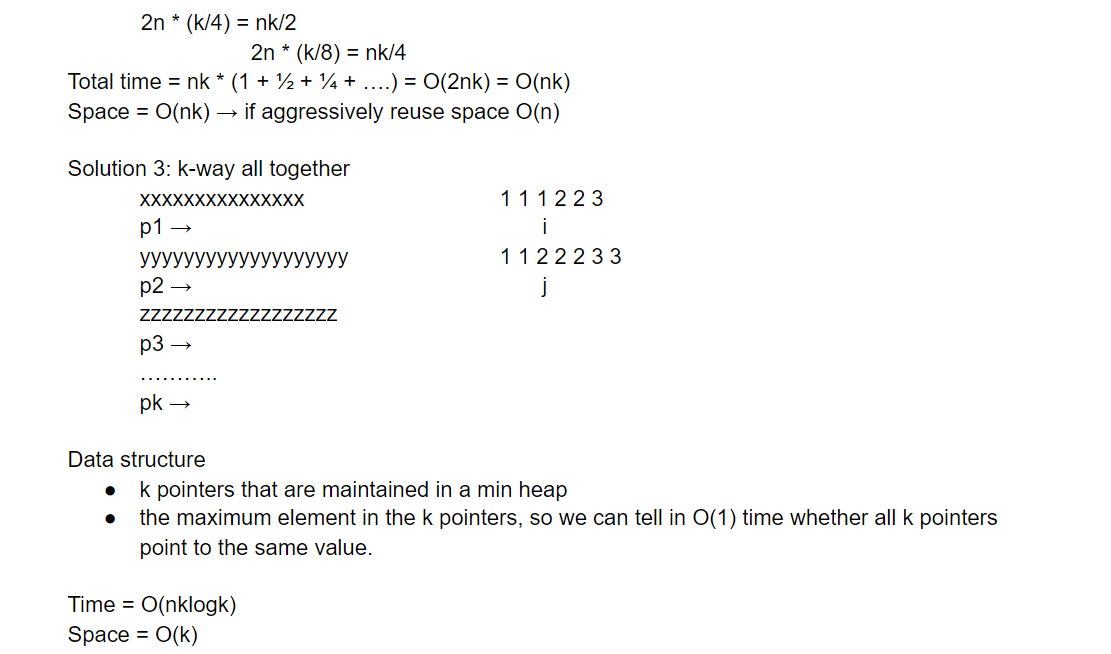 2n * (k/4) = nk/2
2n * (k/8) = nk/4
Total time = nk * (1 + ½ + ¼ + ….) = O(2nk) = O(nk)
Space = O(nk) → if aggressively reuse space O(n)
Solution 3: k-way all together
xxxxxxxxxxxxxxx 1 1 1 2 2 3
p1 → i
yyyyyyyyyyyyyyyyyyy 1 1 2 2 2 3 3
p2 → j
zzzzzzzzzzzzzzzzzz
p3 →
………..
pk →
Data structure
● k pointers that are maintained in a min heap
● the maximum element in the k pointers, so we can tell in O(1) time whether all k pointers
point to the same value.
Time = O(nklogk)
Space = O(k)